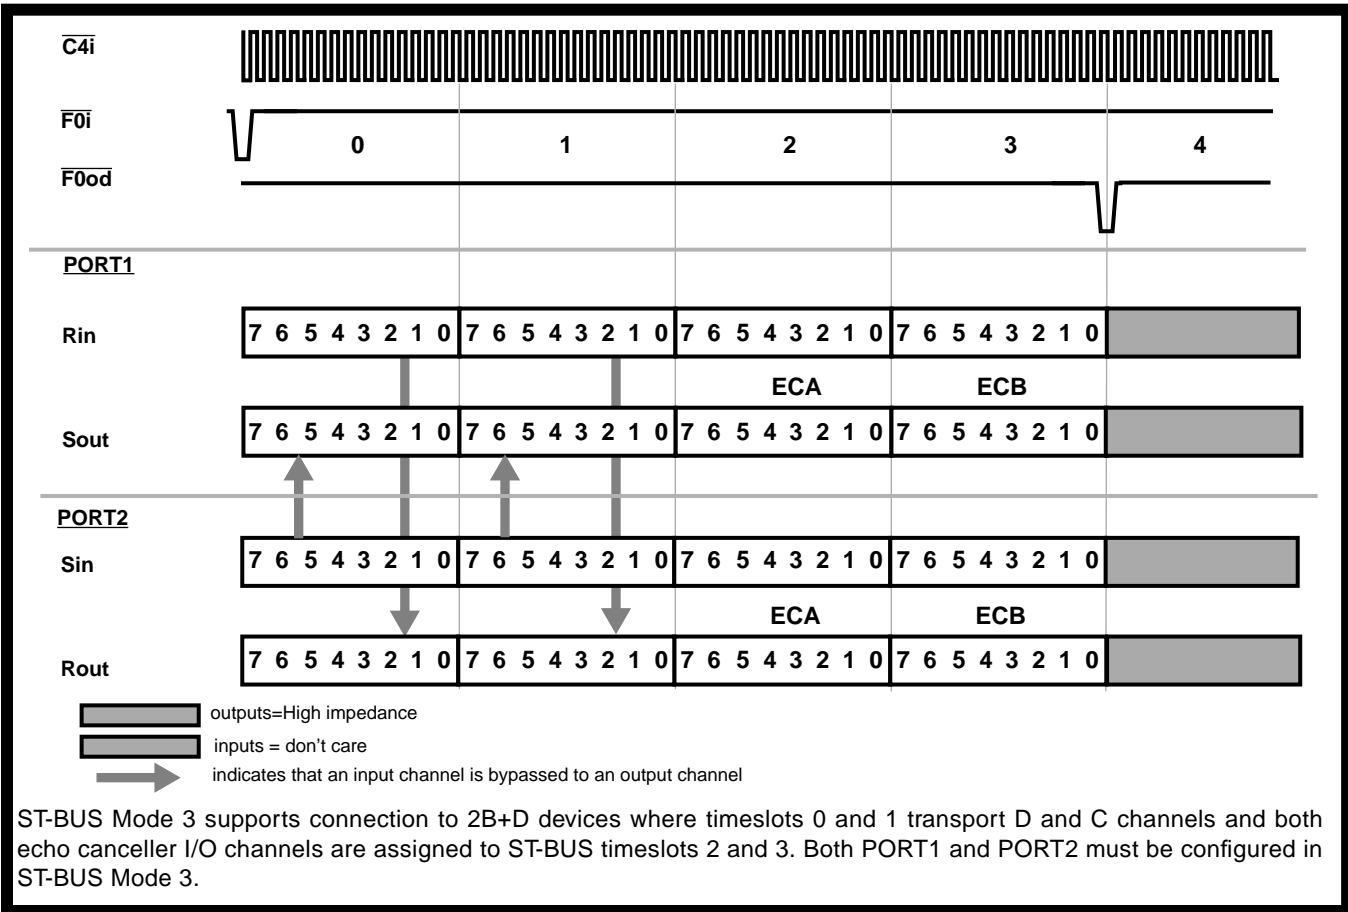 C4i
F0i
0 1 2 3 4
F0od
PORT1
Rin 7 6 5 4 3 2 1 0 7 6 5 4 3 2 1 0 7 6 5 4 3 2 1 0 7 6 5 4 3 2 1 0
ECA ECB
Sout 7 6 5 4 3 2 1 0 7 6 5 4 3 2 1 0 7 6 5 4 3 2 1 0 7 6 5 4 3 2 1 0
PORT2
Sin 7 6 5 4 3 2 1 0 7 6 5 4 3 2 1 0 7 6 5 4 3 2 1 0 7 6 5 4 3 2 1 0
ECA ECB
Rout 7 6 5 4 3 2 1 0 7 6 5 4 3 2 1 0 7 6 5 4 3 2 1 0 7 6 5 4 3 2 1 0
outputs=High impedance
inputs = don't care
indicates that an input channel is bypassed to an output channel
ST-BUS Mode 3 supports connection to 2B+D devices where timeslots 0 and 1 transport D and C channels and both
echo canceller I/O channels are assigned to ST-BUS timeslots 2 and 3. Both PORT1 and PORT2 must be configured in
ST-BUS Mode 3.